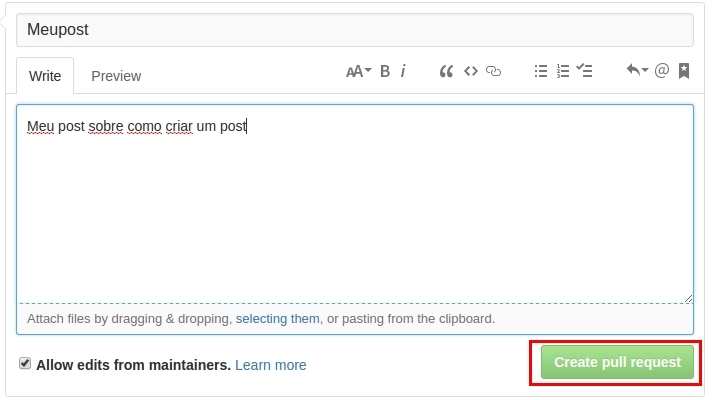 Meupost
Write Preview AA B i @
Meu post sobre como criar um post
Attach files by dragging & dropping, selecting them, or pasting from the clipboard.
Allow edits from maintainers. Learn more
Create pull request